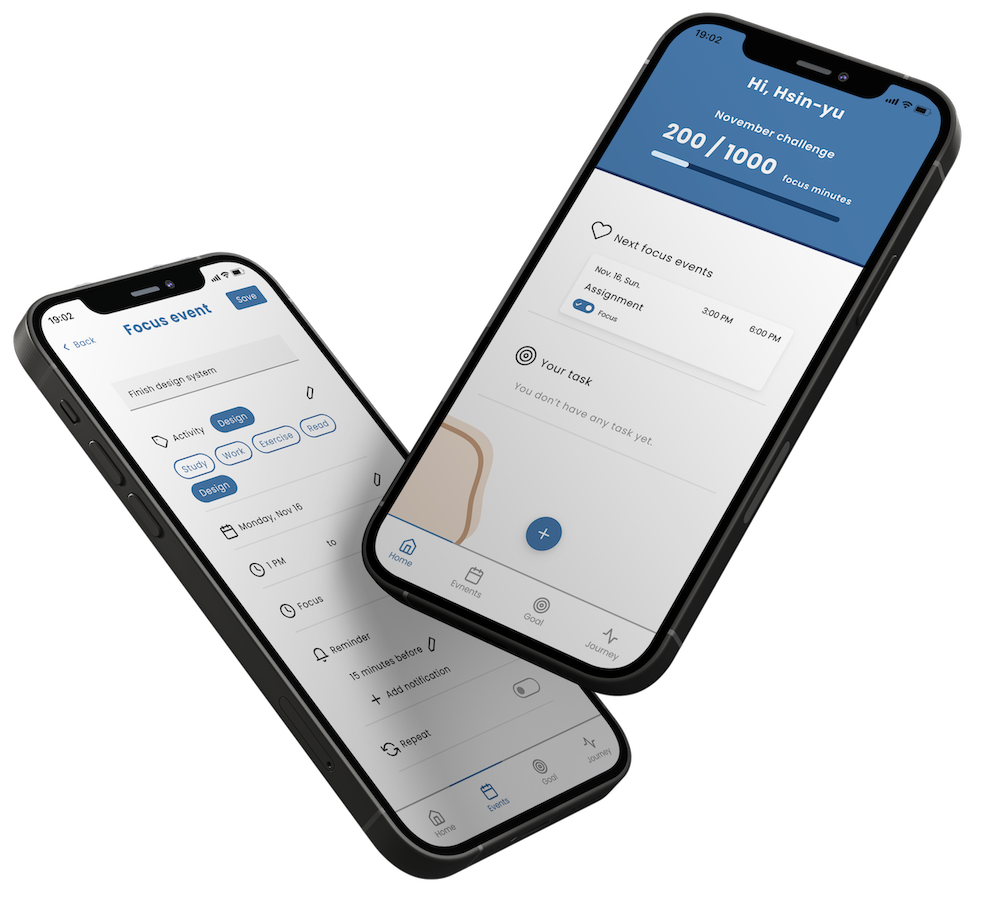 19:02
Save
Focus event
Back
Finish design system
Activity Design
Study Work Exercise Read
Design
Monday, Nov 16
1 PM to
Focus
Reminder
15 minutes before
Add notification
Repeat
Home Events Goal Journey
19:02
Hi, Hsin-yu
November challenge
200 / 1000
focus minutes
Next focus events
Nov. 16, Sun.
Assignment 3:00 PM 6:00 PM
Focus
Your task
You don't have any task yet.
Home Evnents Goal Journey